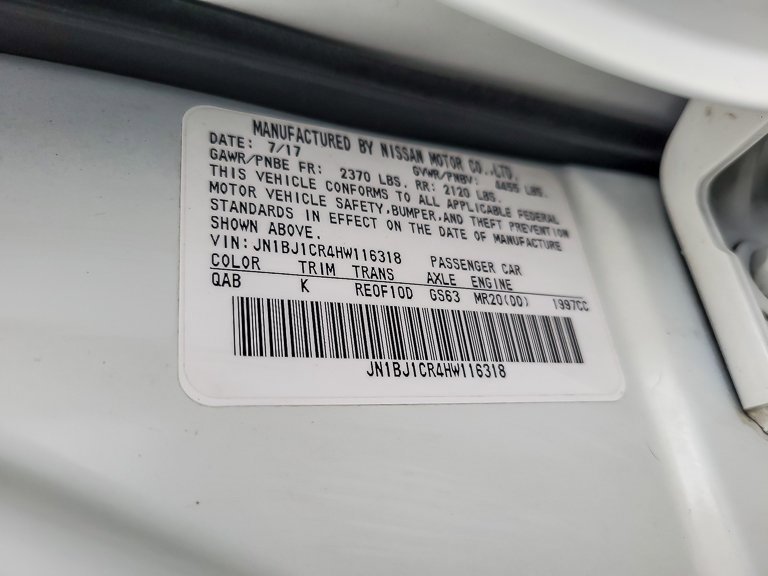 MANUFACTURED BY NISSAN MOTOR CO.,LTD.
DATE: 7/17 GVWR/PNBV: 4455 LBS.
GAWR/PNBE FR: 2370 LBS. RR: 2120 LBS.
THIS VEHICLE CONFORMS TO ALL APPLICABLE FEDERAL
MOTOR VEHICLE SAFETY,BUMPER,AND THEFT PREVENTION
STANDARDS IN EFFECT ON THE DATE OF MANUFACTURE
SHOWN ABOVE.
VIN: JN1BJ1CR4HW116318 PASSENGER CAR
COLOR TRIM TRANS AXLE ENGINE
QAB K RE0F10D GS63 MR20(DD) 1997CC
JN1BJ1CR4HW116318